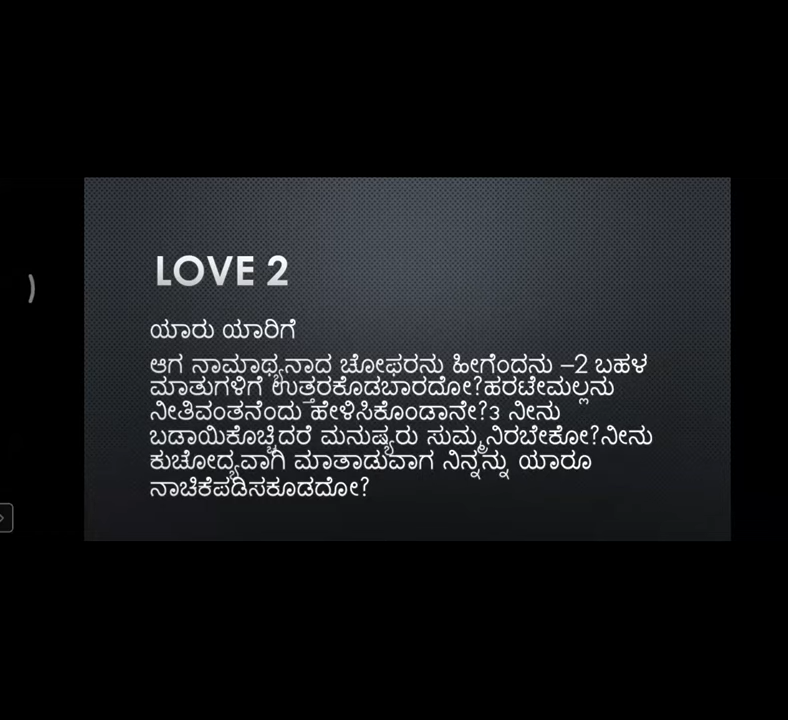 LOVE 2
ಯಾರು ಯಾರಿಗೆ
ಆಗ ನಾಮಾಥ್ಯನಾದ ಚೋಫರನು ಹೀಗೆಂದನು –2 ಬಹಳ
ಮಾತುಗಳಿಗೆ ಉತ್ತರಕೊಡಬಾರದೋ?ಹರಟೇಮಲ್ಲನು
ನೀತಿವಂತನೆಂದು ಹೇಳಿಸಿಕೊಂಡಾನೇ?3 ನೀನು
ಬಡಾಯಿಕೊಚ್ಚಿದರೆ ಮನುಷ್ಯರು ಸುಮ್ಮನಿರಬೇಕೋ?ನೀನು
ಕುಚೋದ್ಯವಾಗಿ ಮಾತಾಡುವಾಗ ನಿನ್ನನ್ನು ಯಾರೂ
ನಾಚಿಕೆಪಡಿಸಕೂಡದೋ?